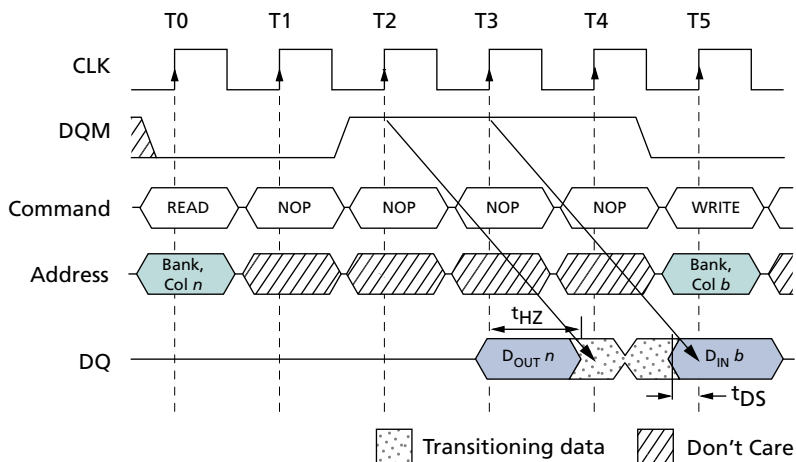 T0 T1 T2 T3 T4 T5
CLK
DQM
Command READ NOP NOP NOP NOP WRITE
Address Bank, Col n Bank, Col b
tHZ
DQ DOUT n DIN b
tDS
Transitioning data Don't Care